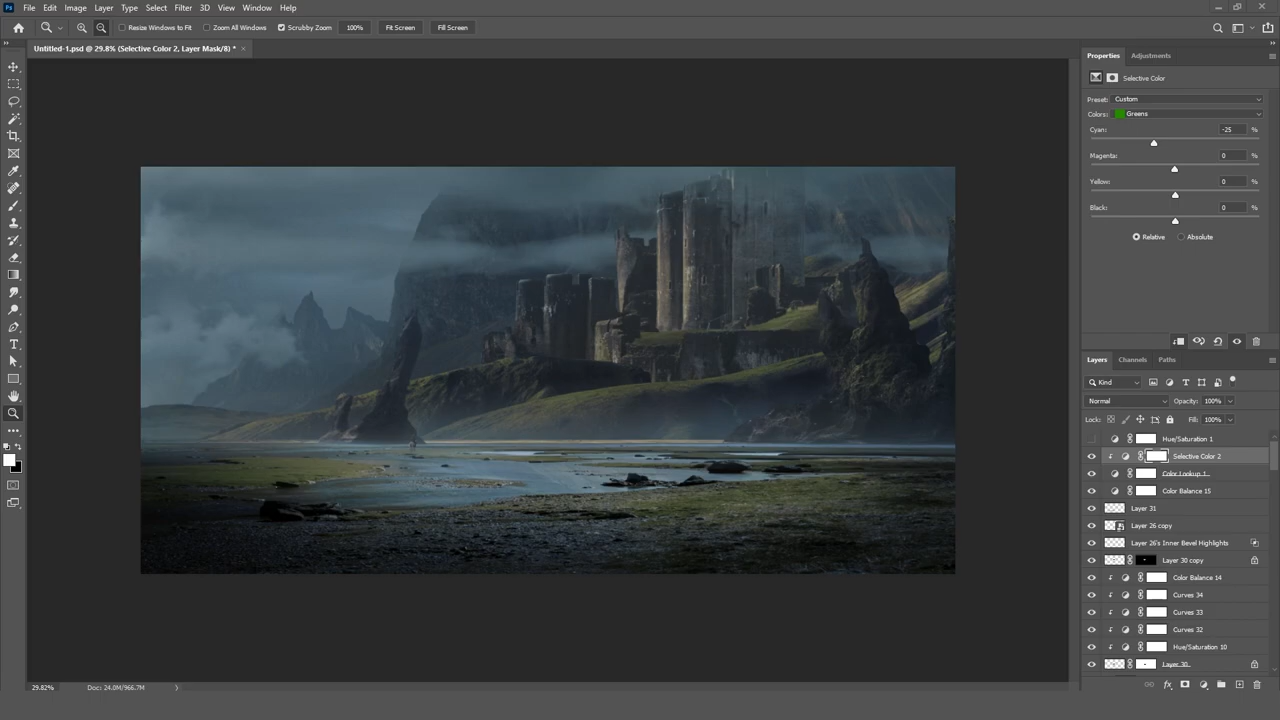 Ps File Edit Image Layer Type Select Filter 3D View Window Help
Resize Windows to Fit Zoom All Windows Scrubby Zoom 100% Fit Screen Fill Screen
Untitled-1.psd @ 29.8% (Selective Color 2, Layer Mask/8) * ×
Properties Adjustments
Selective Color
Preset: Custom
Colors: Greens
Cyan: -25 %
Magenta: 0 %
Yellow: 0 %
Black: 0 %
Relative Absolute
Layers Channels Paths
Kind
Normal Opacity: 100%
Lock: Fill: 100%
Hue/Saturation 1
Selective Color 2
Color Lookup 1
Color Balance 15
Layer 31
Layer 26 copy
Layer 26's Inner Bevel Highlights
Layer 30 copy
Color Balance 14
Curves 34
Curves 33
Curves 32
Hue/Saturation 10
Layer 30
29.82% Doc: 24.0M/966.7M